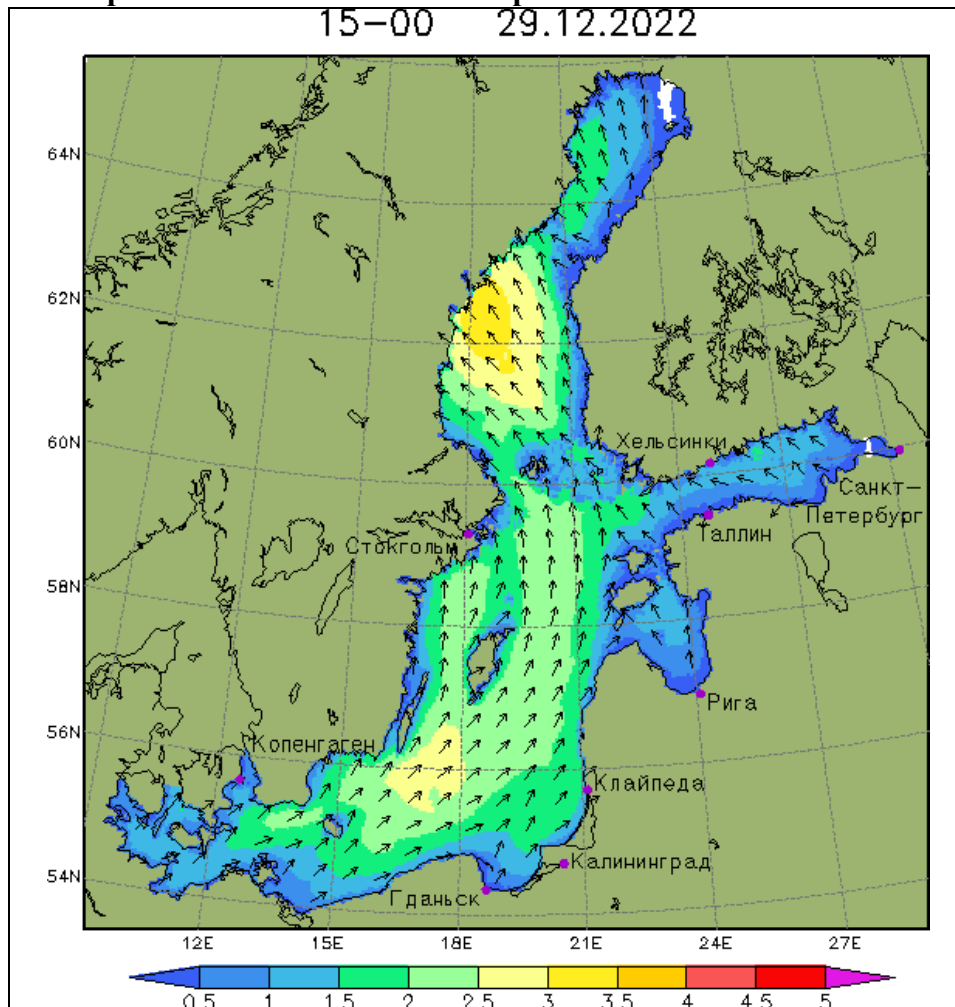 15-00 29.12.2022
64N
62N
60N
58N
56N
54N
Хельсинки
Санкт-
Петербург
Таллин
Стокгольм
Рига
Копенгаген
Клайпеда
Калининград
Гданьск
12E 15E 18E 21E 24E 27E
0.5 1 1.5 2 2.5 3 3.5 4 4.5 5